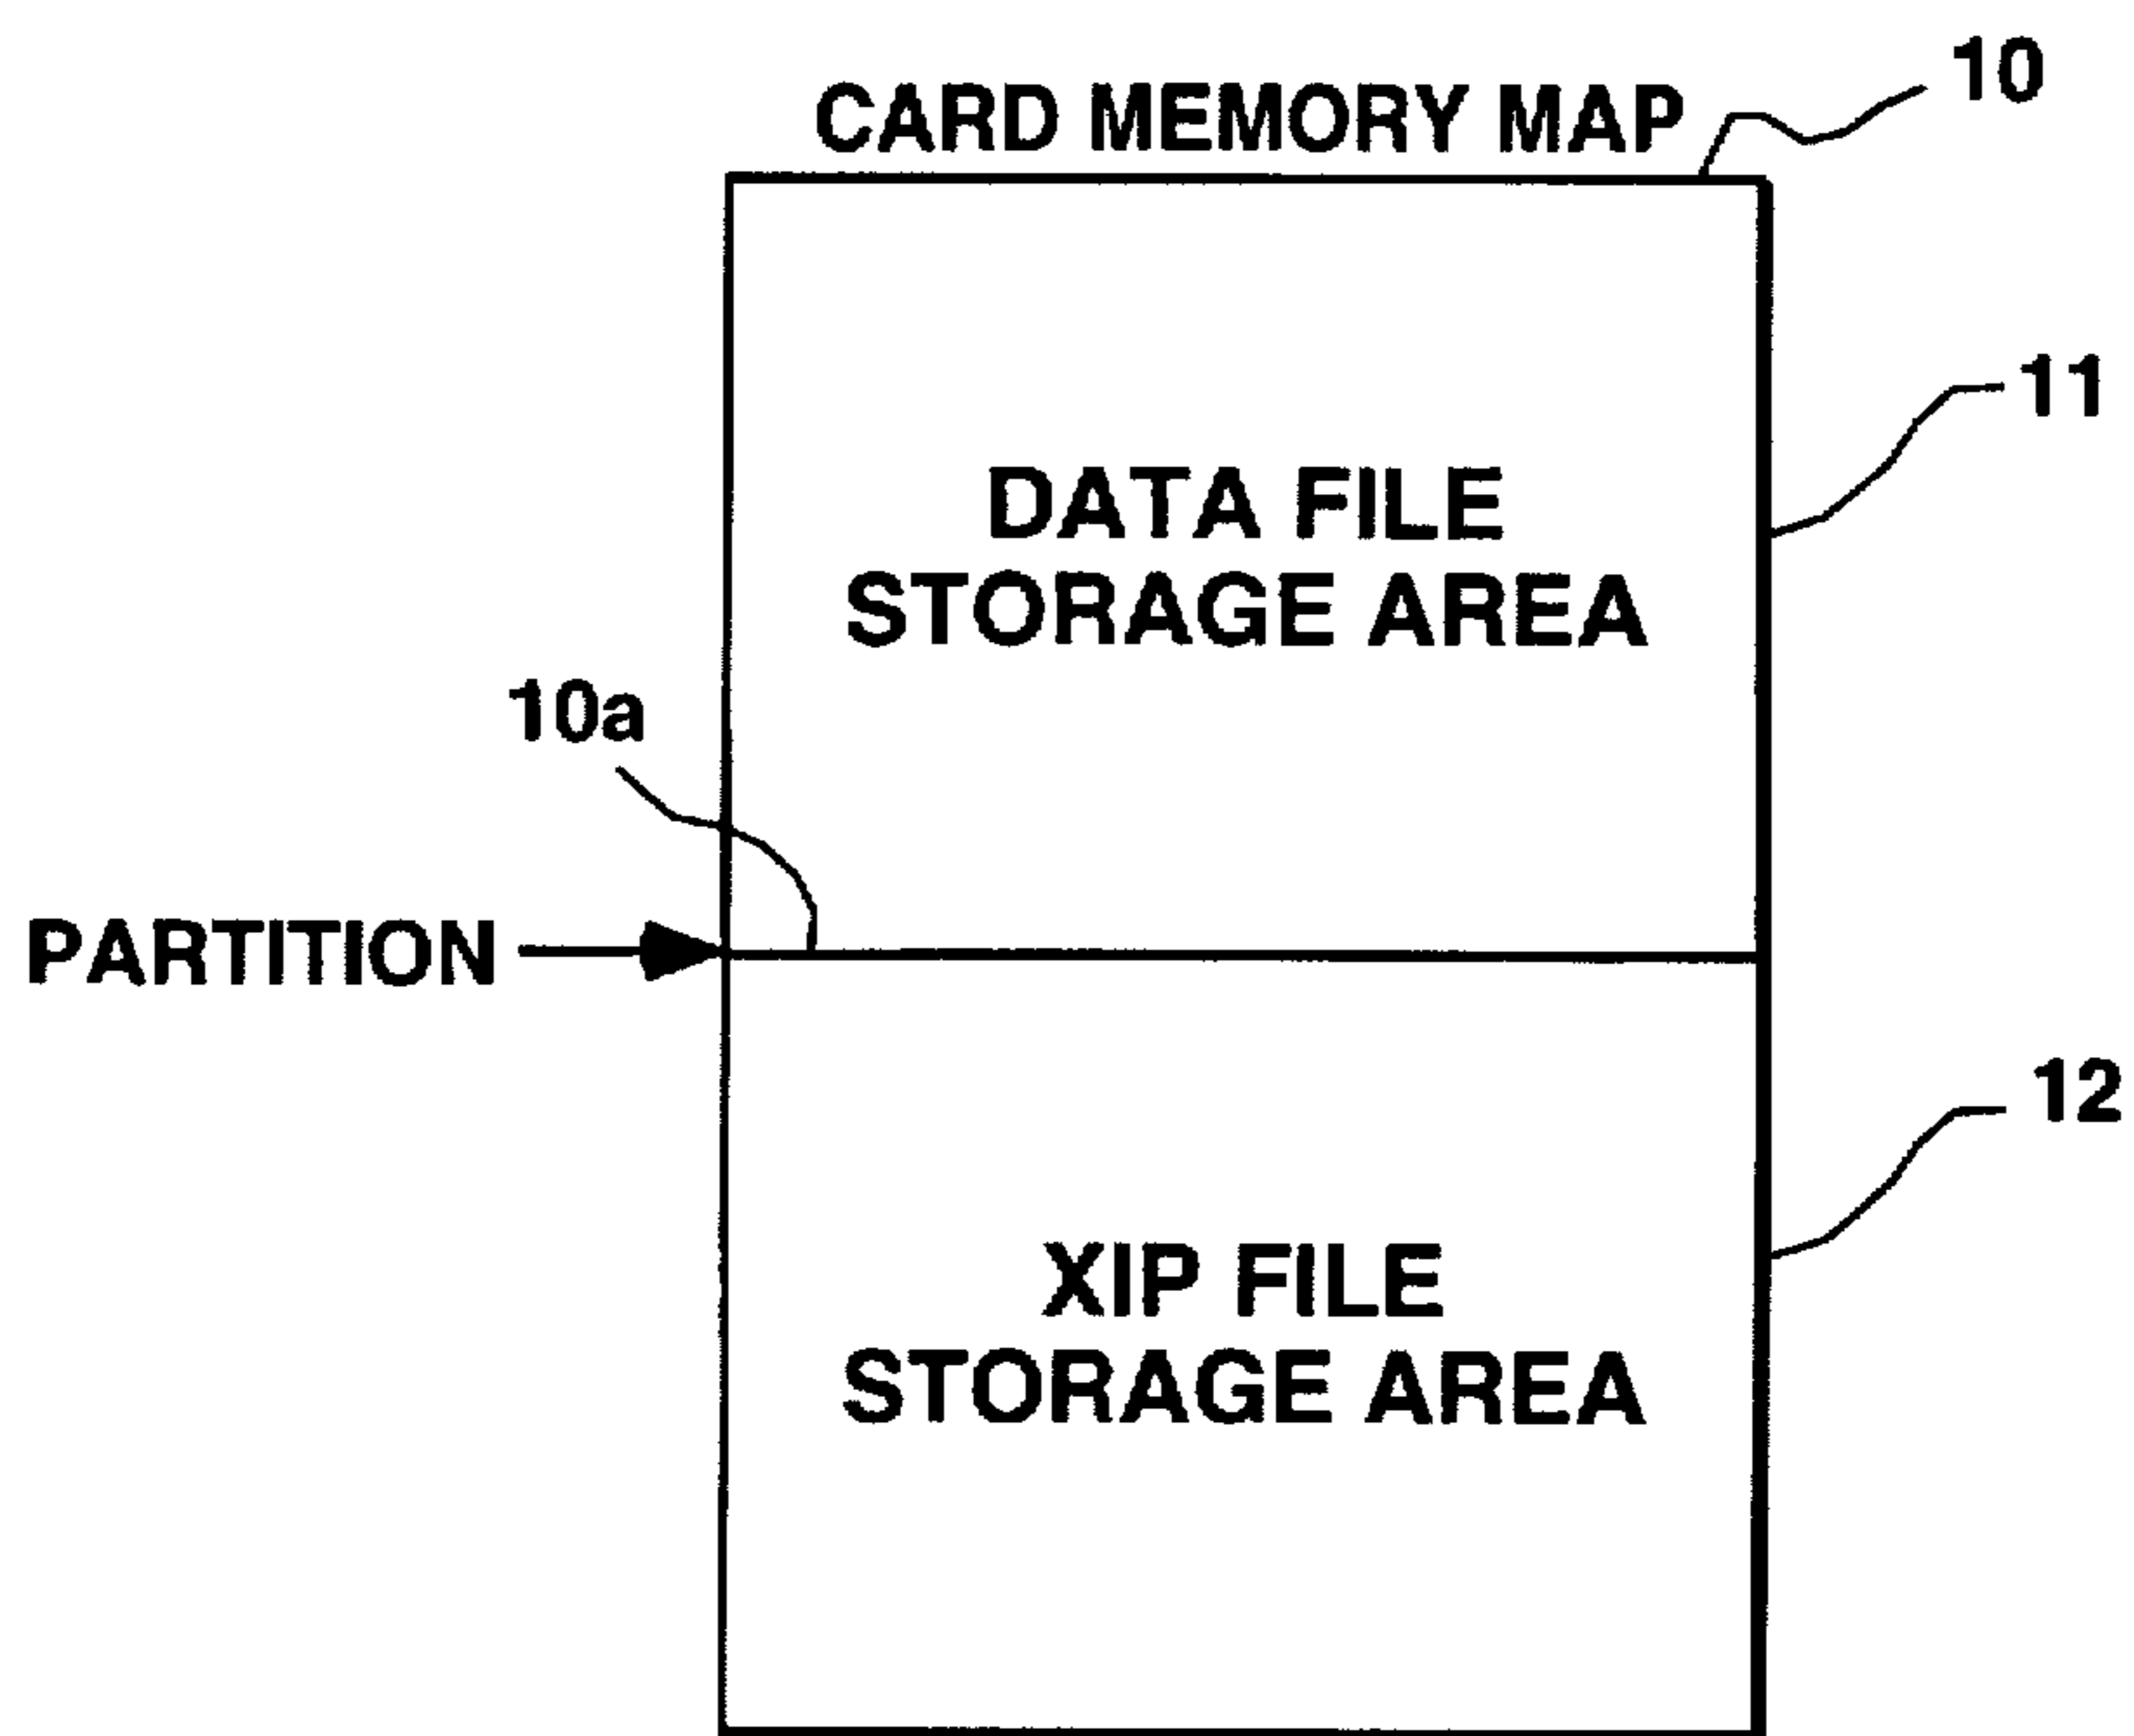 10
CARD MEMORY MAP
11
DATA FILE
STORAGE AREA
10a
PARTITION
12
XIP FILE
STORAGE AREA